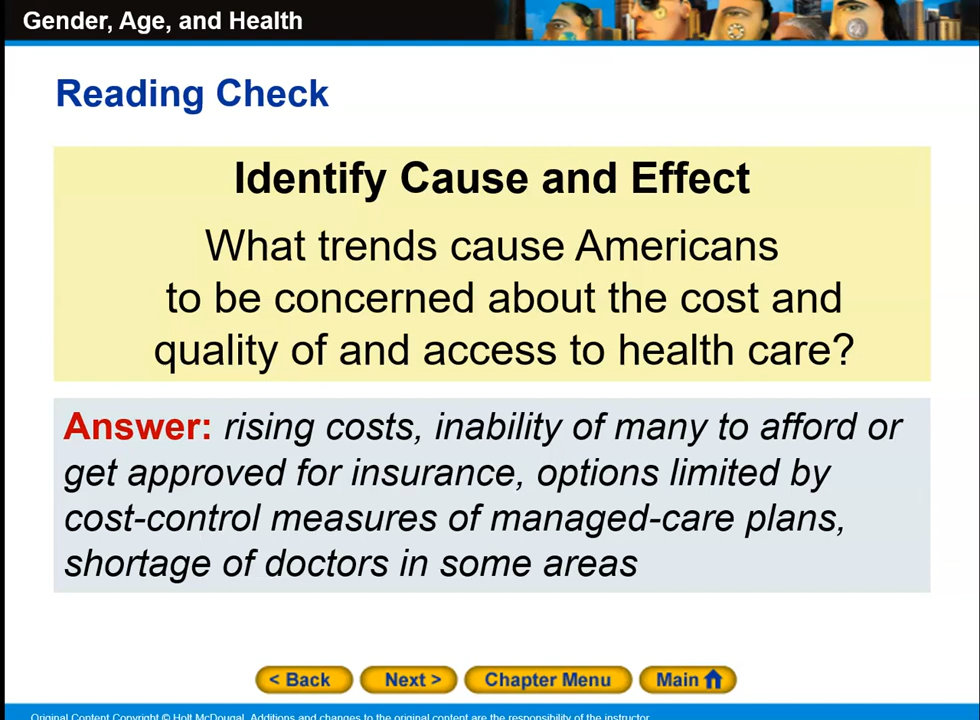 Gender, Age, and Health
Reading Check
Identify Cause and Effect
What trends cause Americans
to be concerned about the cost and
quality of and access to health care?
Answer: rising costs, inability of many to afford or
get approved for insurance, options limited by
cost-control measures of managed-care plans,
shortage of doctors in some areas
< Back
Next >
Chapter Menu
Main
Original Content Copyright © Holt McDougal. Additions and changes to the original content are the responsibility of the instructor.